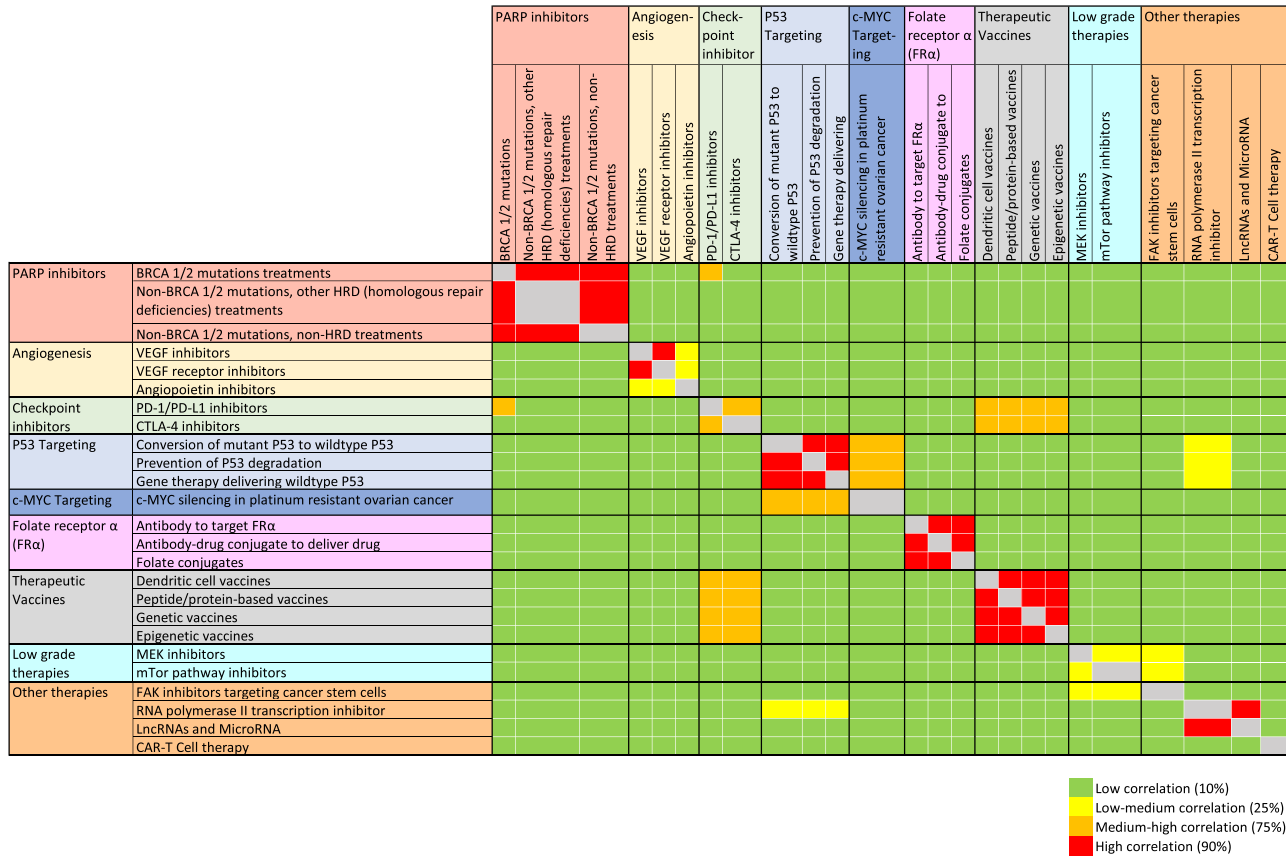 PARP inhibitors
Angiogen-
esis
Check-
point
inhibitor
P53
Targeting
c-MYC
Target-
ing
Folate
receptor α
(FRα)
Therapeutic
Vaccines
Low grade
therapies
Other therapies
BRCA 1/2 mutations
Non-BRCA 1/2 mutations, other
HRD (homologous repair
deficiencies) treatments
Non-BRCA 1/2 mutations, non-
HRD treatments
VEGF inhibitors
VEGF receptor inhibitors
Angiopoietin inhibitors
PD-1/PD-L1 inhibitors
CTLA-4 inhibitors
Conversion of mutant P53 to
wildtype P53
Prevention of P53 degradation
Gene therapy delivering
c-MYC silencing in platinum
resistant ovarian cancer
Antibody to target FRα
Antibody-drug conjugate to
Folate conjugates
Dendritic cell vaccines
Peptide/protein-based vaccines
Genetic vaccines
Epigenetic vaccines
MEK inhibitors
mTor pathway inhibitors
FAK inhibitors targeting cancer
stem cells
RNA polymerase II transcription
inhibitor
LncRNAs and MicroRNA
CAR-T Cell therapy
PARP inhibitors
BRCA 1/2 mutations treatments
Non-BRCA 1/2 mutations, other HRD (homologous repair
deficiencies) treatments
Non-BRCA 1/2 mutations, non-HRD treatments
Angiogenesis
VEGF inhibitors
VEGF receptor inhibitors
Angiopoietin inhibitors
Checkpoint
inhibitors
PD-1/PD-L1 inhibitors
CTLA-4 inhibitors
P53 Targeting
Conversion of mutant P53 to wildtype P53
Prevention of P53 degradation
Gene therapy delivering wildtype P53
c-MYC Targeting
c-MYC silencing in platinum resistant ovarian cancer
Folate receptor α
(FRα)
Antibody to target FRα
Antibody-drug conjugate to deliver drug
Folate conjugates
Therapeutic
Vaccines
Dendritic cell vaccines
Peptide/protein-based vaccines
Genetic vaccines
Epigenetic vaccines
Low grade
therapies
MEK inhibitors
mTor pathway inhibitors
Other therapies
FAK inhibitors targeting cancer stem cells
RNA polymerase II transcription inhibitor
LncRNAs and MicroRNA
CAR-T Cell therapy
Low correlation (10%)
Low-medium correlation (25%)
Medium-high correlation (75%)
High correlation (90%)